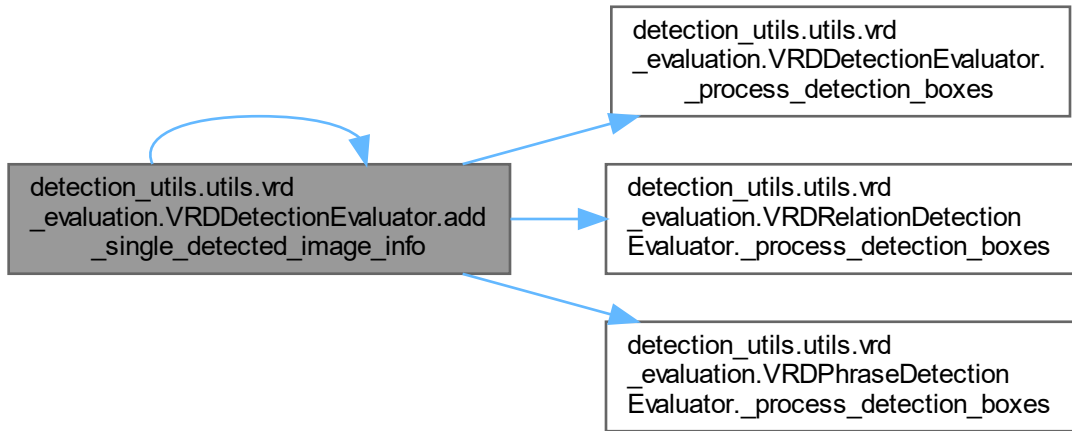 detection_utils.utils.vrd
_evaluation.VRDDetectionEvaluator.add
_single_detected_image_info
detection_utils.utils.vrd
_evaluation.VRDDetectionEvaluator.
_process_detection_boxes
detection_utils.utils.vrd
_evaluation.VRDRelationDetection
Evaluator._process_detection_boxes
detection_utils.utils.vrd
_evaluation.VRDPhraseDetection
Evaluator._process_detection_boxes